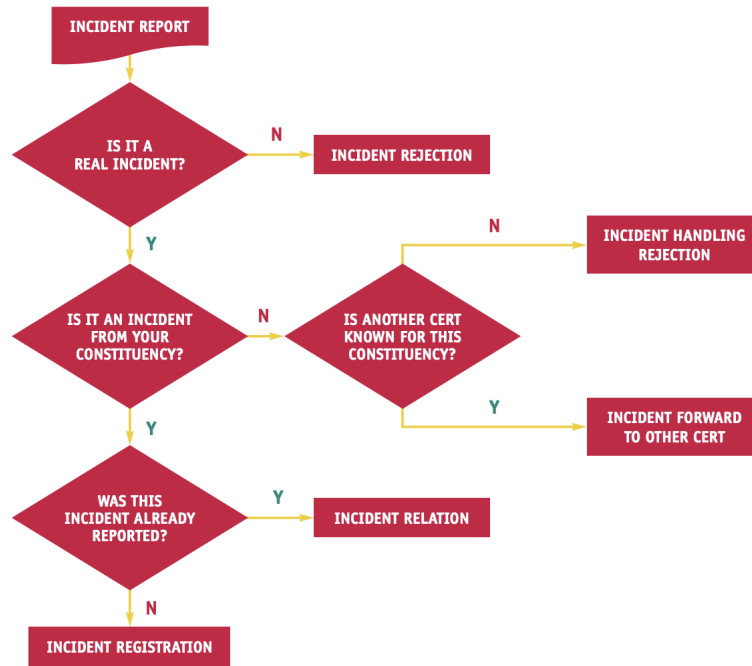 INCIDENT REPORT
IS IT A
REAL INCIDENT?
N
INCIDENT REJECTION
Y
N
INCIDENT HANDLING
REJECTION
IS IT AN INCIDENT
FROM YOUR
CONSTITUENCY?
N
IS ANOTHER CERT
KNOWN FOR THIS
CONSTITUENCY?
Y
INCIDENT FORWARD
TO OTHER CERT
Y
WAS THIS
INCIDENT ALREADY
REPORTED?
Y
INCIDENT RELATION
N
INCIDENT REGISTRATION